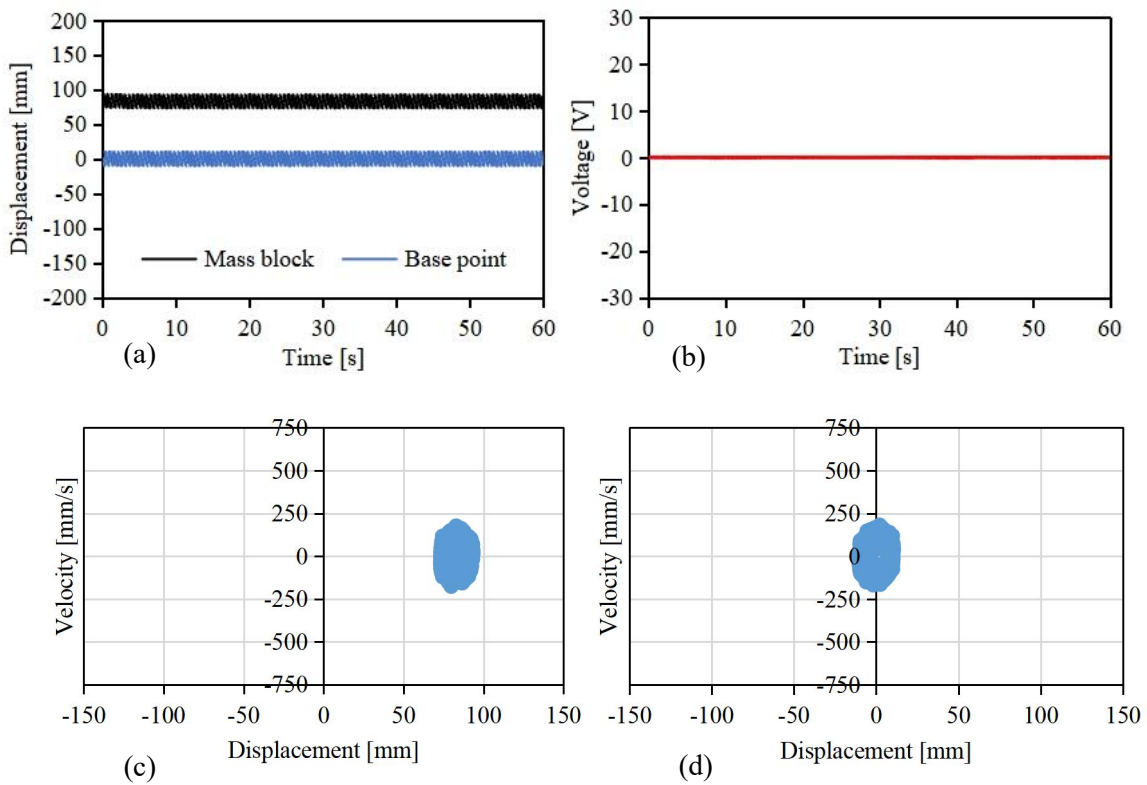 200
150
100
50
0
-50
-100
-150
-200
Displacement [mm]
Mass block
Base point
0 10 20 30 40 50 60
(a)
Time [s]
30
20
10
0
-10
-20
-30
Voltage [V]
0 10 20 30 40 50 60
(b)
Time [s]
750
500
250
0
-250
-500
-750
Velocity [mm/s]
-150 -100 -50 0 50 100 150
Displacement [mm]
(c)
750
500
250
0
-250
-500
-750
Velocity [mm/s]
-150 -100 -50 0 50 100 150
Displacement [mm]
(d)